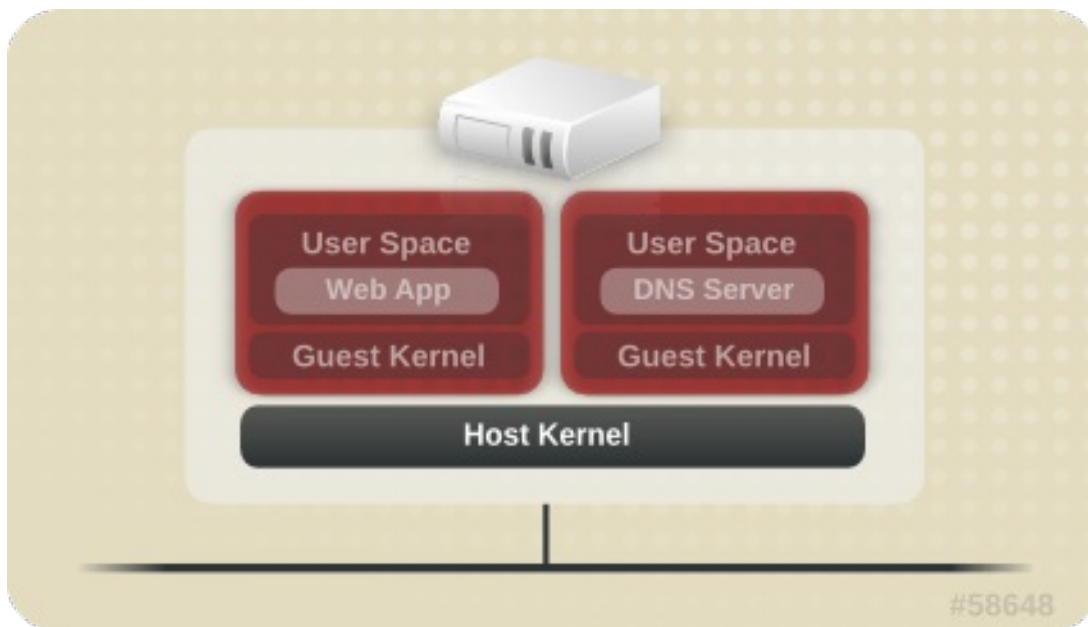 User Space
Web App
Guest Kernel
User Space
DNS Server
Guest Kernel
Host Kernel
#58648